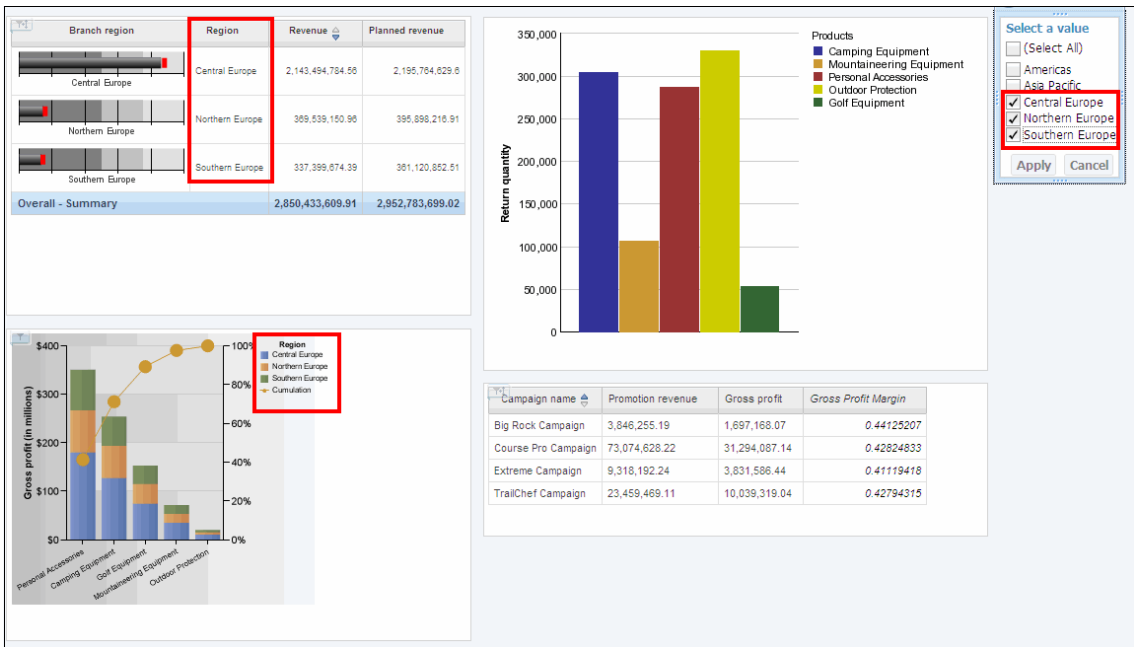 Branch region Region Revenue Planned revenue
Central Europe Central Europe 2,143,494,784.56 2,195,764,629.6
Northern Europe Northern Europe 369,539,150.96 395,898,216.91
Southern Europe Southern Europe 337,399,674.39 361,120,852.51
Overall - Summary 2,850,433,609.91 2,952,783,699.02
350,000
300,000
250,000
200,000
150,000
100,000
50,000
0
Return quantity
Products
Camping Equipment
Mountaineering Equipment
Personal Accessories
Outdoor Protection
Golf Equipment
Select a value
(Select All)
Americas
Asia Pacific
Central Europe
Northern Europe
Southern Europe
Apply Cancel
$400
$300
$200
$100
$0
Gross profit (in millions)
100%
80%
60%
40%
20%
0%
Region
Central Europe
Northern Europe
Southern Europe
Cumulation
Personal Accessories
Camping Equipment
Golf Equipment
Mountaineering Equipment
Outdoor Protection
Campaign name Promotion revenue Gross profit Gross Profit Margin
Big Rock Campaign 3,846,255.19 1,697,168.07 0.44125207
Course Pro Campaign 73,074,628.22 31,294,087.14 0.42824833
Extreme Campaign 9,318,192.24 3,831,586.44 0.41119418
TrailChef Campaign 23,459,469.11 10,039,319.04 0.42794315